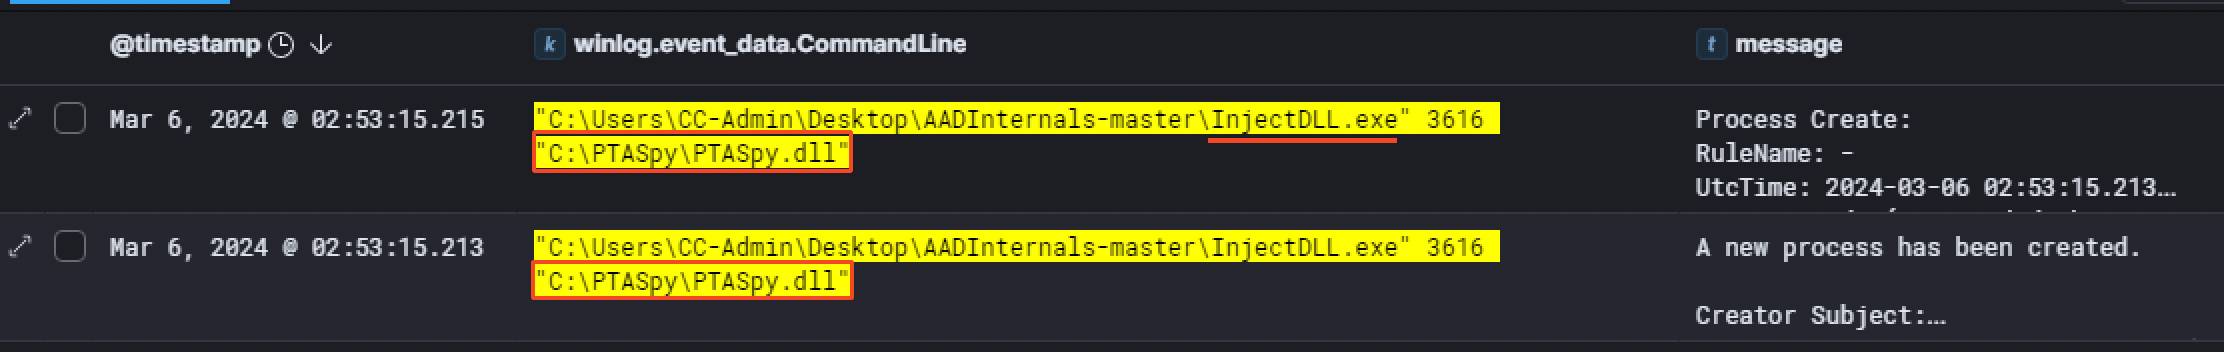 @timestamp k winlog.event_data.CommandLine t message
Mar 6, 2024 @ 02:53:15.215 "C:\Users\CC-Admin\Desktop\AADInternals-master\InjectDLL.exe" 3616 Process Create:
"C:\PTASpy\PTASpy.dll" RuleName: -
UtcTime: 2024-03-06 02:53:15.213…
Mar 6, 2024 @ 02:53:15.213 "C:\Users\CC-Admin\Desktop\AADInternals-master\InjectDLL.exe" 3616 A new process has been created.
"C:\PTASpy\PTASpy.dll"
Creator Subject:…